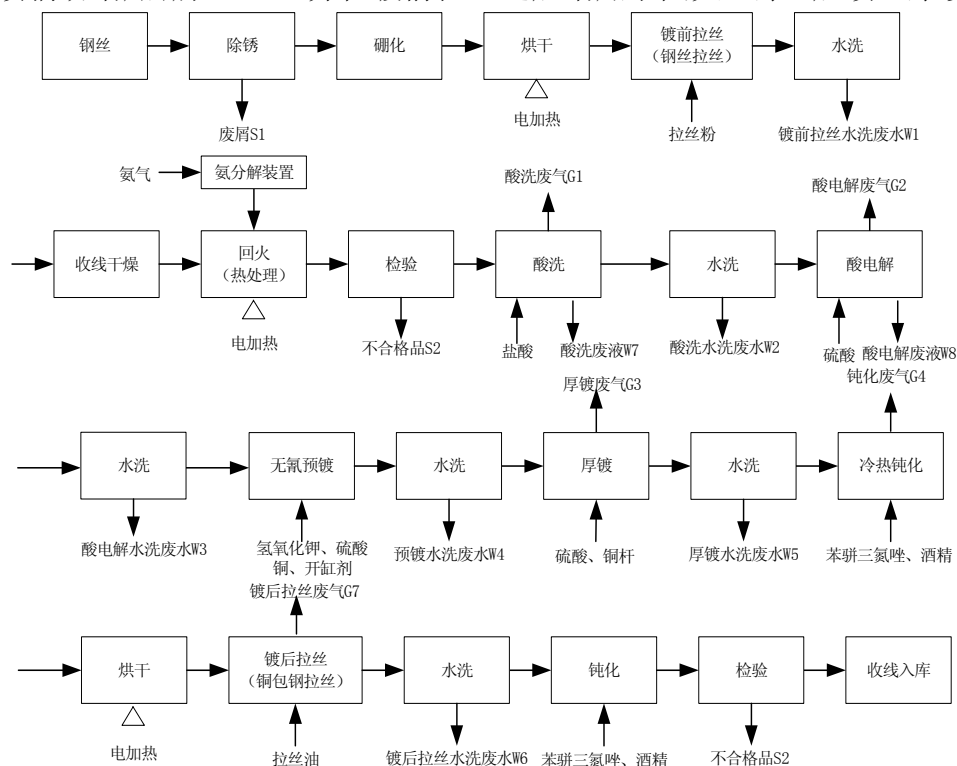 钢丝
除锈
硼化
烘干
镀前拉丝
(钢丝拉丝)
水洗
废屑S1
电加热
拉丝粉
镀前拉丝水洗废水W1
氨气
氨分解装置
酸洗废气G1
酸电解废气G2
收线干燥
回火
(热处理)
检验
酸洗
水洗
酸电解
电加热
不合格品S2
盐酸
酸洗废液W7
酸洗水洗废水W2
硫酸
酸电解废液W8
厚镀废气G3
钝化废气G4
水洗
无氰预镀
水洗
厚镀
水洗
冷热钝化
酸电解水洗废水W3
氢氧化钾、硫酸
铜、开缸剂
预镀水洗废水W4
硫酸、铜杆
厚镀水洗废水W5
苯骈三氮唑、酒精
镀后拉丝废气G7
烘干
镀后拉丝
(铜包钢拉丝)
水洗
钝化
检验
收线入库
电加热
拉丝油
镀后拉丝水洗废水W6
苯骈三氮唑、酒精
不合格品S2